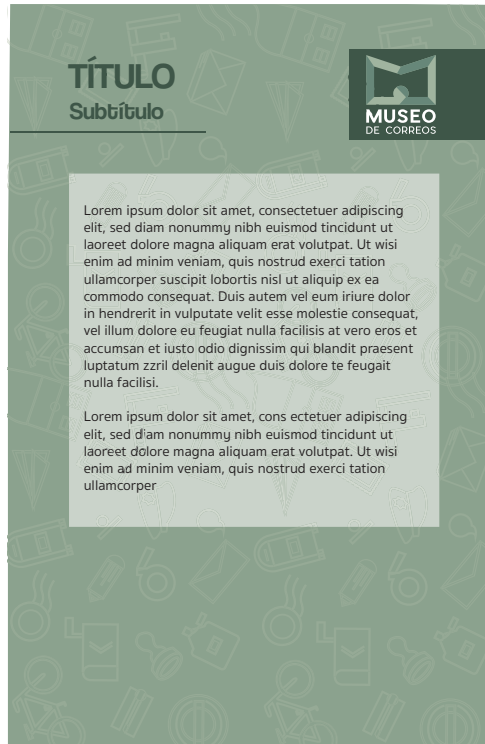 TÍTULO
Subtítulo
MUSEO
DE CORREOS
Lorem ipsum dolor sit amet, consectetuer adipiscing
elit, sed diam nonummy nibh euismod tincidunt ut
laoreet dolore magna aliquam erat volutpat. Ut wisi
enim ad minim veniam, quis nostrud exerci tation
ullamcorper suscipit lobortis nisl ut aliquip ex ea
commodo consequat. Duis autem vel eum iriure dolor
in hendrerit in vulputate velit esse molestie consequat,
vel illum dolore eu feugiat nulla facilisis at vero eros et
accumsan et iusto odio dignissim qui blandit praesent
luptatum zzril delenit augue duis dolore te feugait
nulla facilisi.
Lorem ipsum dolor sit amet, cons ectetuer adipiscing
elit, sed diam nonummy nibh euismod tincidunt ut
laoreet dolore magna aliquam erat volutpat. Ut wisi
enim ad minim veniam, quis nostrud exerci tation
ullamcorper